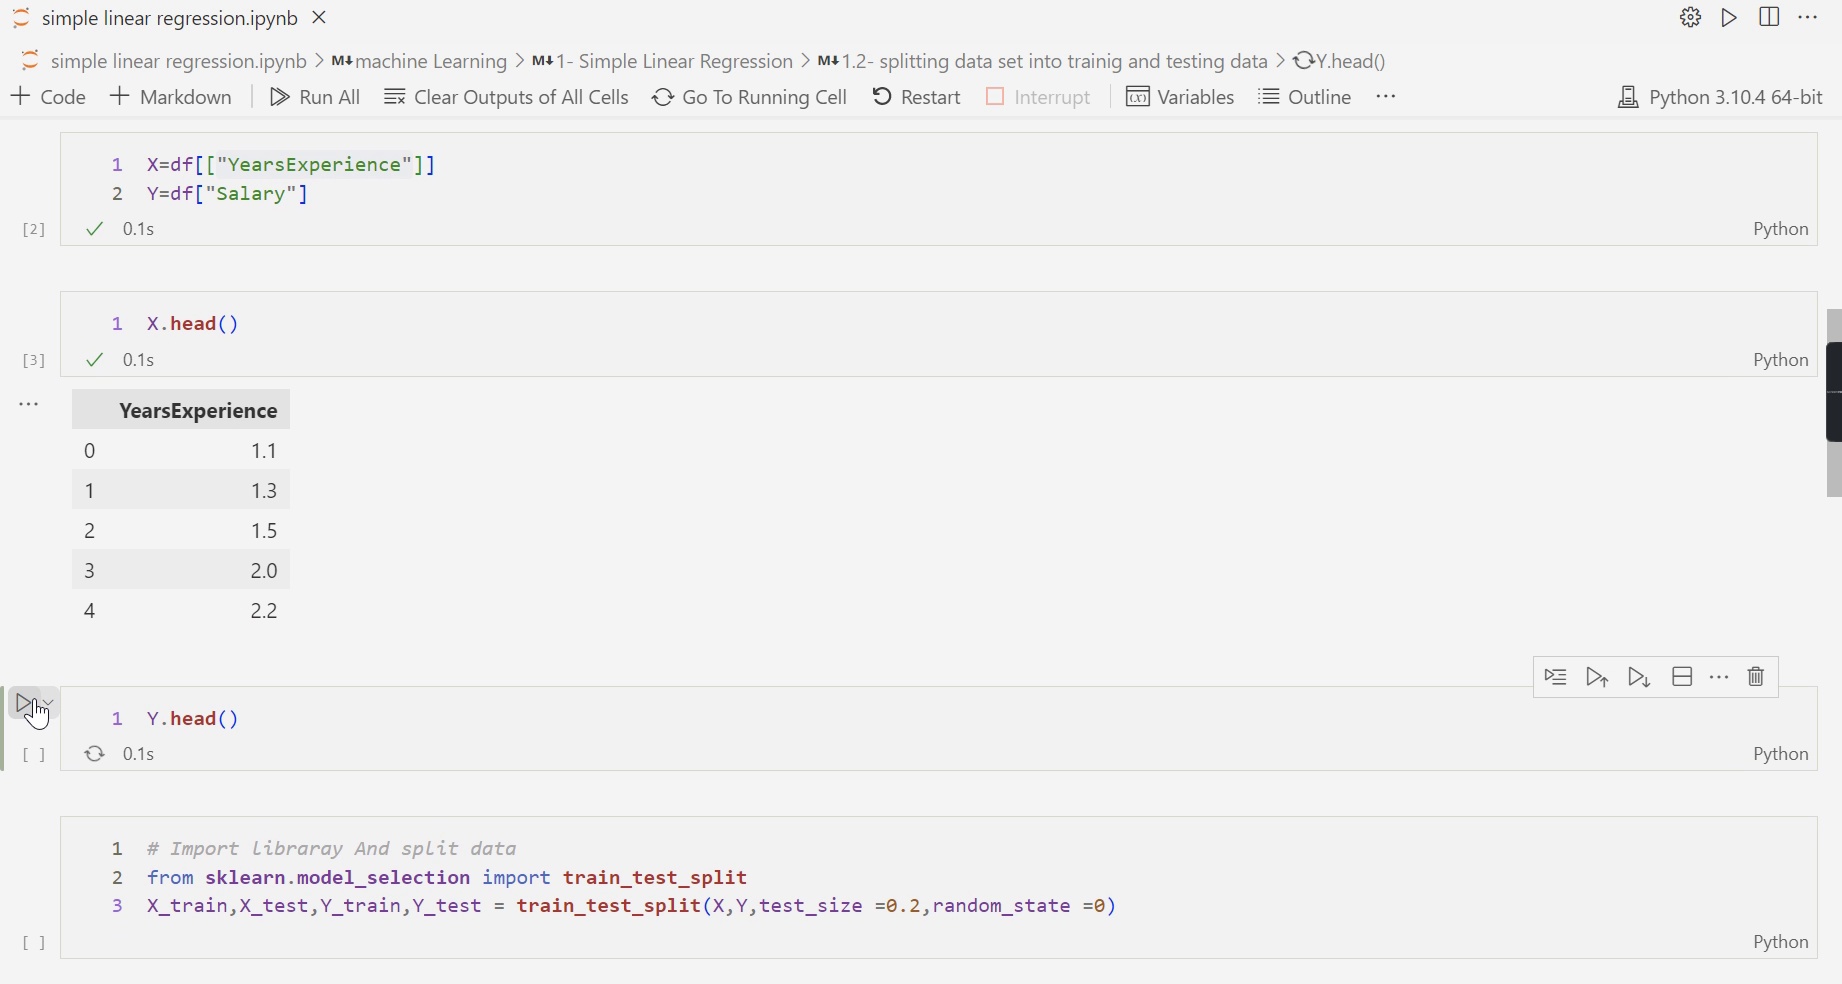 simple linear regression.ipynb
simple linear regression.ipynb > M↓ machine Learning > M↓ 1- Simple Linear Regression > M↓ 1.2- splitting data set into trainig and testing data > Y.head()
+ Code + Markdown Run All Clear Outputs of All Cells Go To Running Cell Restart Interrupt Variables Outline ... Python 3.10.4 64-bit
1 X=df[["YearsExperience"]]
2 Y=df["Salary"]
[2] ✓ 0.1s Python
1 X.head()
[3] ✓ 0.1s Python
...
YearsExperience
0 1.1
1 1.3
2 1.5
3 2.0
4 2.2
1 Y.head()
[ ] 0.1s Python
1 # Import libraray And split data
2 from sklearn.model_selection import train_test_split
3 X_train,X_test,Y_train,Y_test = train_test_split(X,Y,test_size =0.2,random_state =0)
[ ] Python